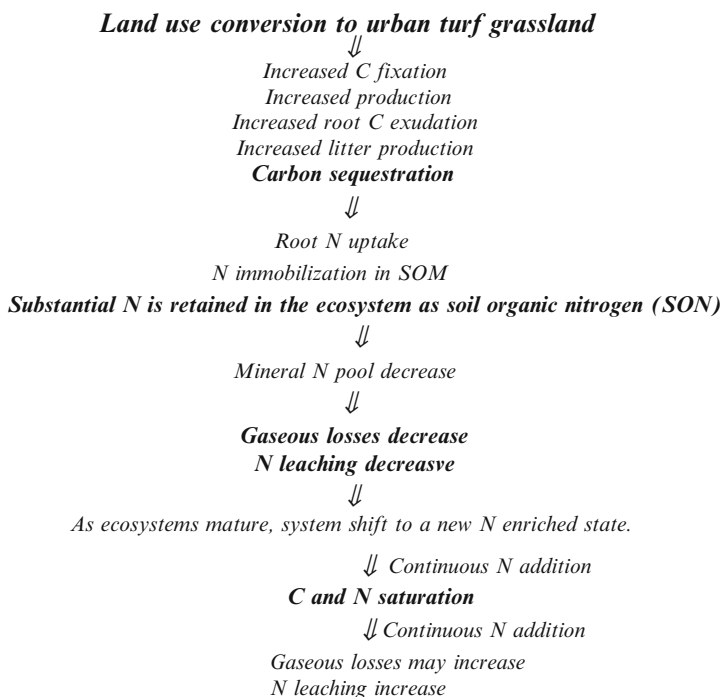 Land use conversion to urban turf grassland
⇓
Increased C fixation
Increased production
Increased root C exudation
Increased litter production
Carbon sequestration
⇓
Root N uptake
N immobilization in SOM
Substantial N is retained in the ecosystem as soil organic nitrogen (SON)
⇓
Mineral N pool decrease
⇓
Gaseous losses decrease
N leaching decreasve
⇓
As ecosystems mature, system shift to a new N enriched state.
⇓ Continuous N addition
C and N saturation
⇓ Continuous N addition
Gaseous losses may increase
N leaching increase